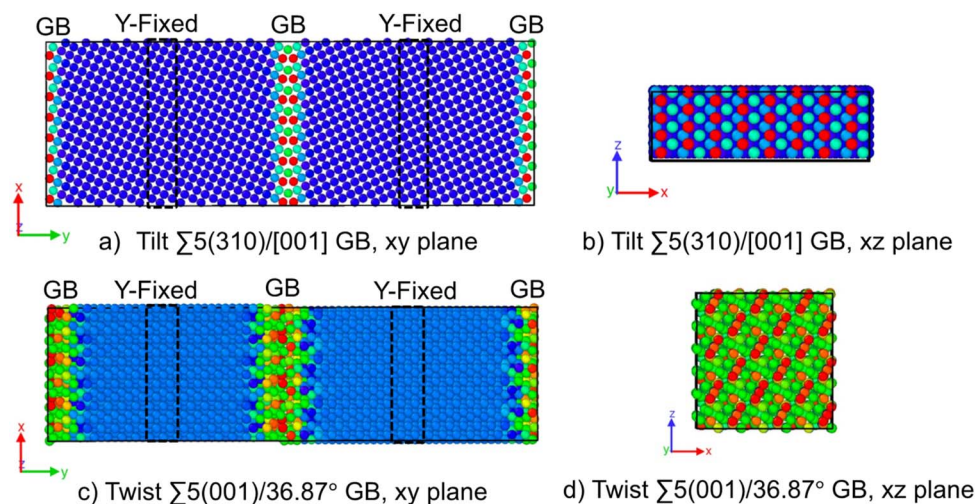 GB Y-Fixed GB Y-Fixed GB
x
z y
a) Tilt ∑5(310)/[001] GB, xy plane
z
y x
b) Tilt ∑5(310)/[001] GB, xz plane
GB Y-Fixed GB Y-Fixed GB
x
z y
c) Twist ∑5(001)/36.87° GB, xy plane
z
y x
d) Twist ∑5(001)/36.87° GB, xz plane